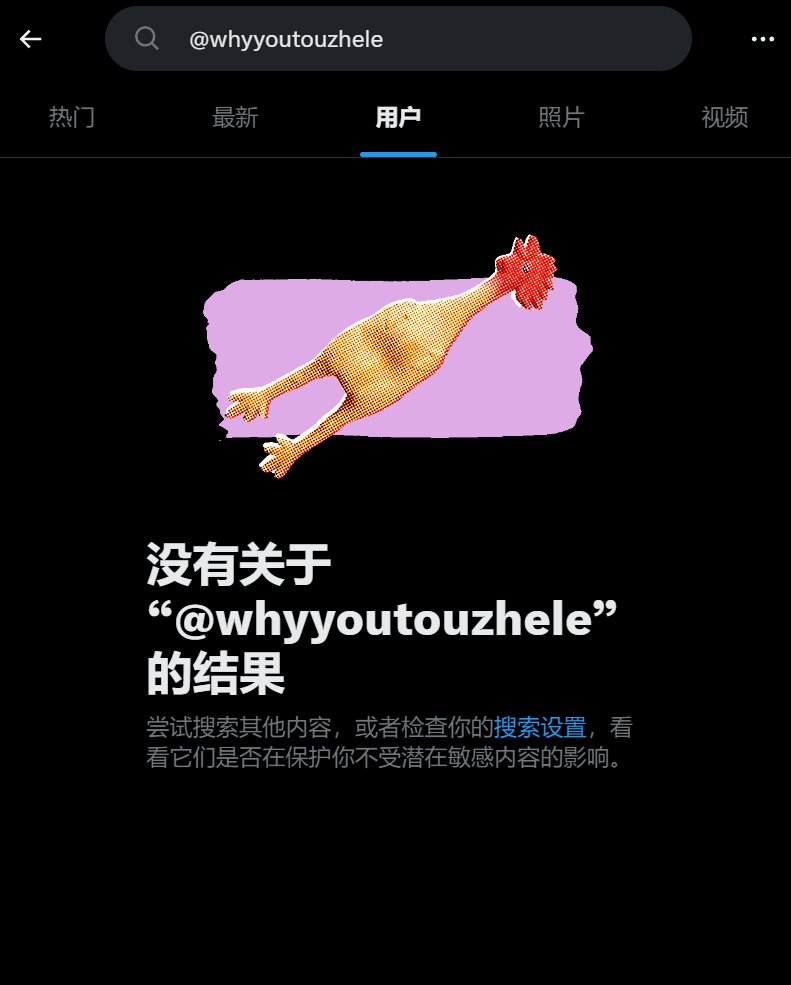 @whyyoutouzhele
热门 最新 用户 照片 视频
没有关于
“@whyyoutouzhele”
的结果
尝试搜索其他内容，或者检查你的搜索设置，看
看它们是否在保护你不受潜在敏感内容的影响。